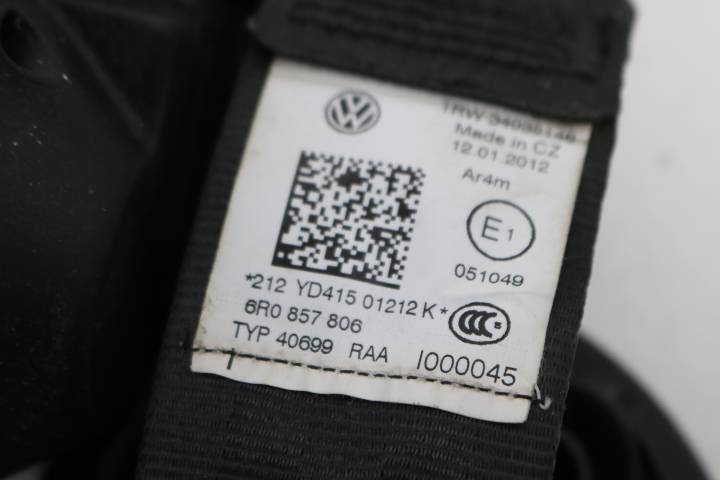 TRW 34035146
Made in CZ
12.01.2012
Ar4m
E1
051049
*212 YD415 01212 K*
6R0 857 806
CCC S
TYP 40699 RAA I000045